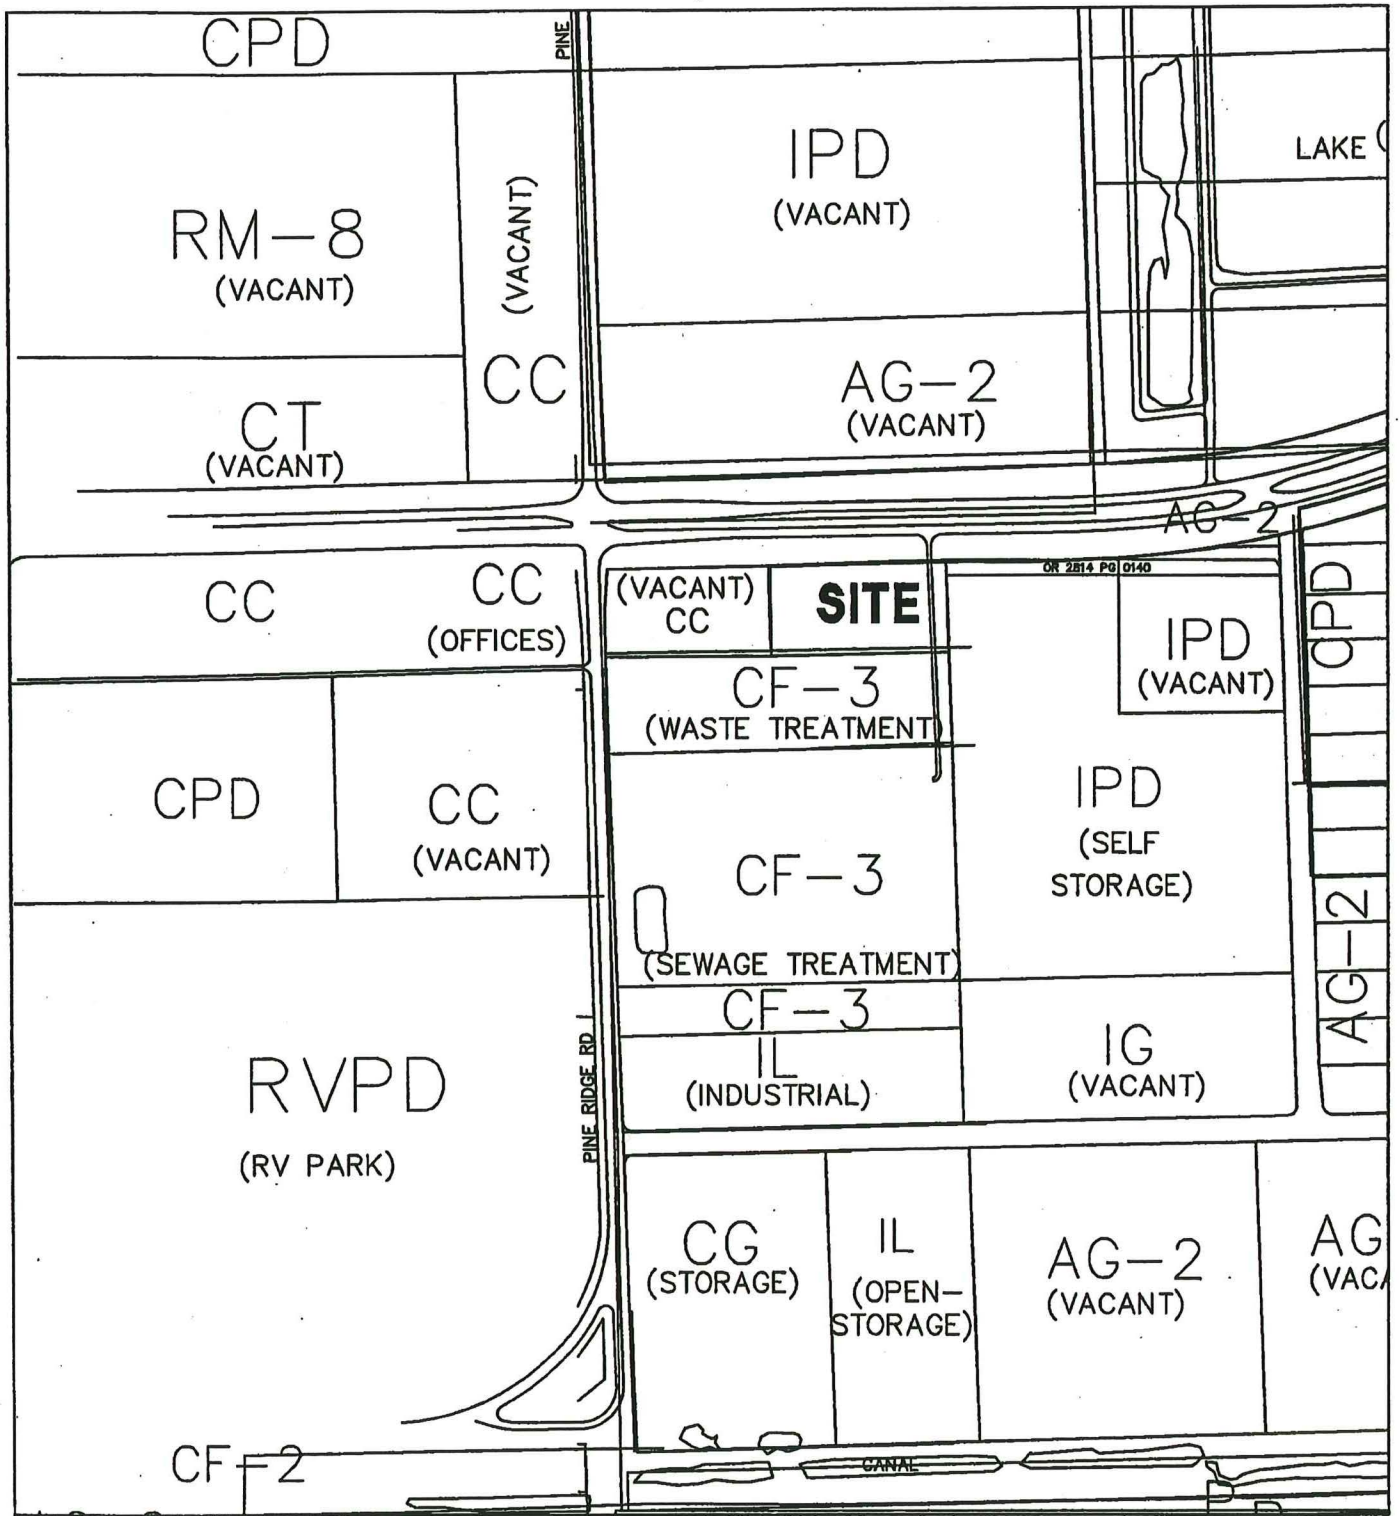 CPD
PINE
IPD
(VACANT)
LAKE
RM-8
(VACANT)
(VACANT)
CC
AG-2
(VACANT)
CT
(VACANT)
AG-2
CC
CC
(OFFICES)
(VACANT)
CC
SITE
OR 2814 PG 0140
IPD
(VACANT)
CPD
CF-3
(WASTE TREATMENT)
CPD
CC
(VACANT)
CF-3
(SEWAGE TREATMENT)
IPD
(SELF
STORAGE)
AG-2
CF-3
IL
(INDUSTRIAL)
IG
(VACANT)
RVPD
(RV PARK)
PINE RIDGE RD
CG
(STORAGE)
IL
(OPEN-
STORAGE)
AG-2
(VACANT)
AG
(VACA
CF-2
CANAL